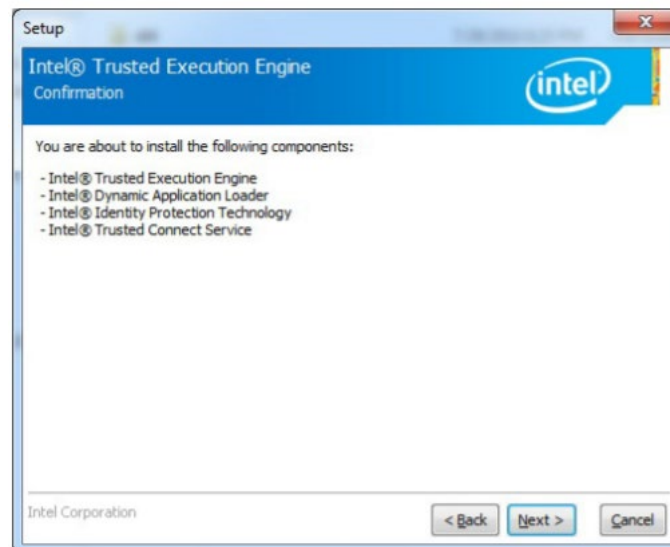 Setup
Intel® Trusted Execution Engine
Confirmation
intel
You are about to install the following components:
- Intel® Trusted Execution Engine
- Intel® Dynamic Application Loader
- Intel® Identity Protection Technology
- Intel® Trusted Connect Service
Intel Corporation
< Back Next > Cancel